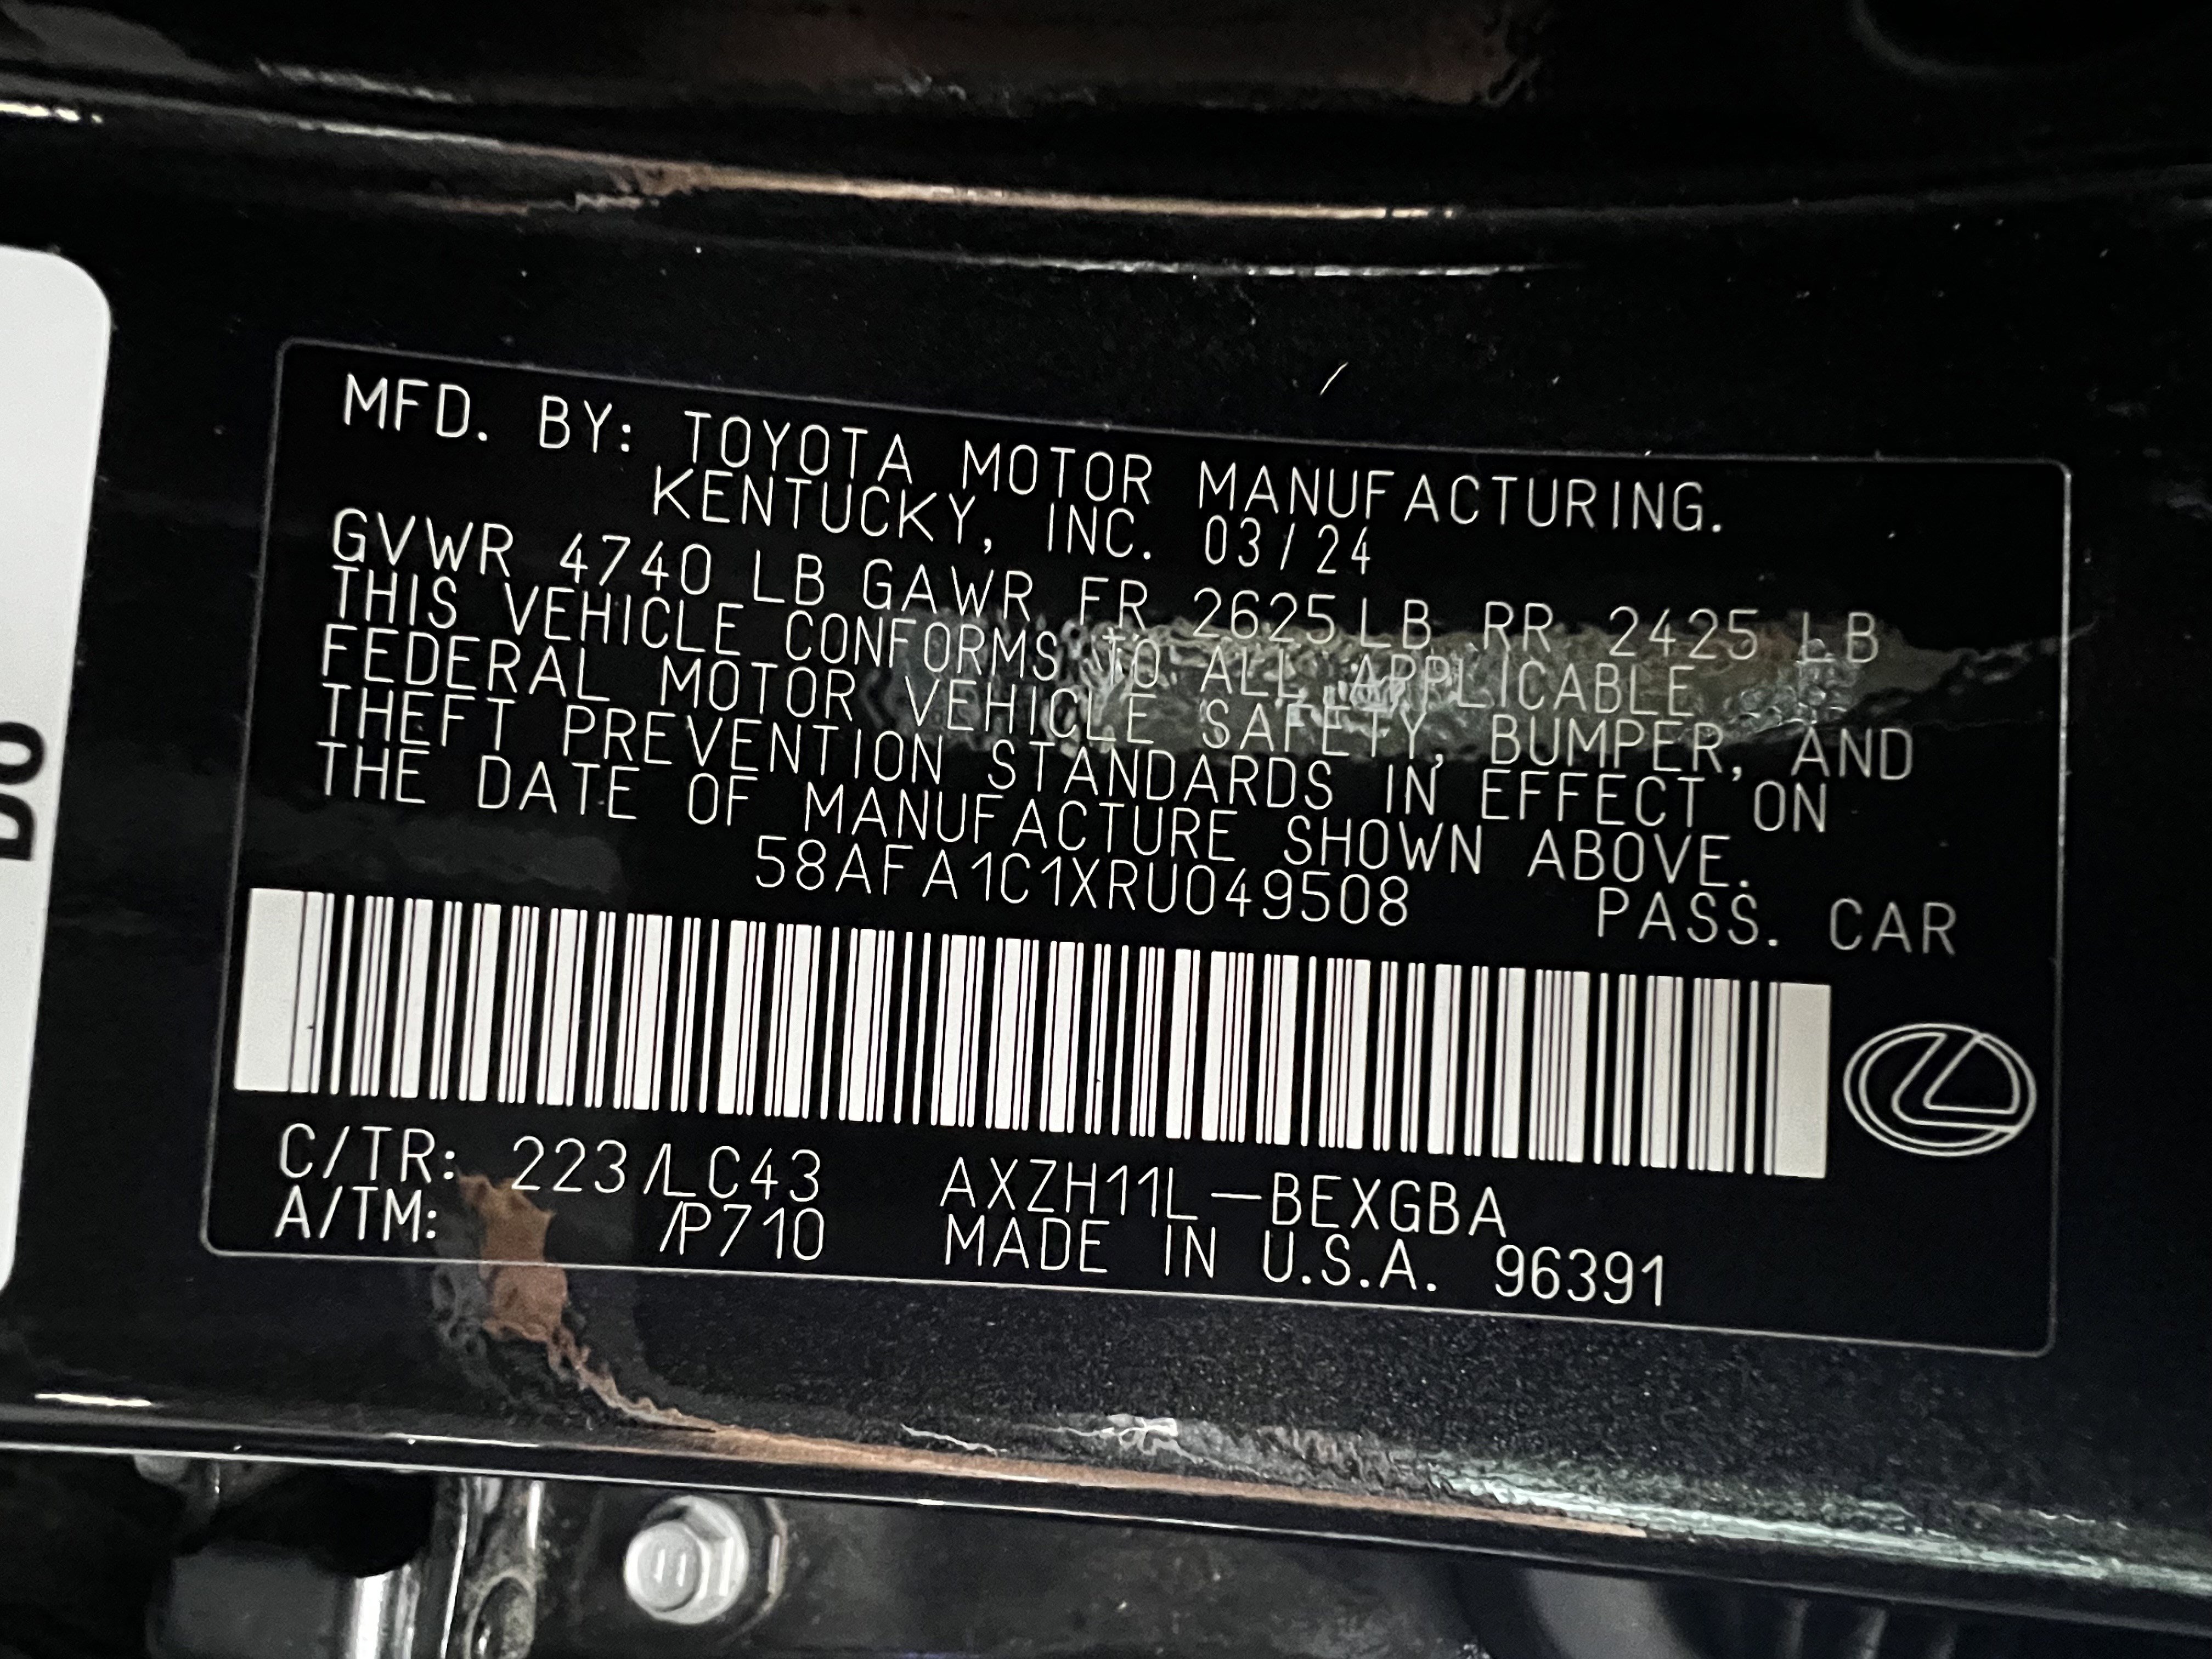 MFD. BY: TOYOTA MOTOR MANUFACTURING.
KENTUCKY, INC. 03/24
GVWR 4740 LB GAWR FR 2625 LB RR 2425 LB
THIS VEHICLE CONFORMS TO ALL APPLICABLE
FEDERAL MOTOR VEHICLE SAFETY, BUMPER, AND
THEFT PREVENTION STANDARDS IN EFFECT ON
THE DATE OF MANUFACTURE SHOWN ABOVE.
58AFA1C1XRU049508 PASS. CAR
C/TR: 223/LC43 AXZH11L-BEXGBA
A/TM: /P710 MADE IN U.S.A. 96391